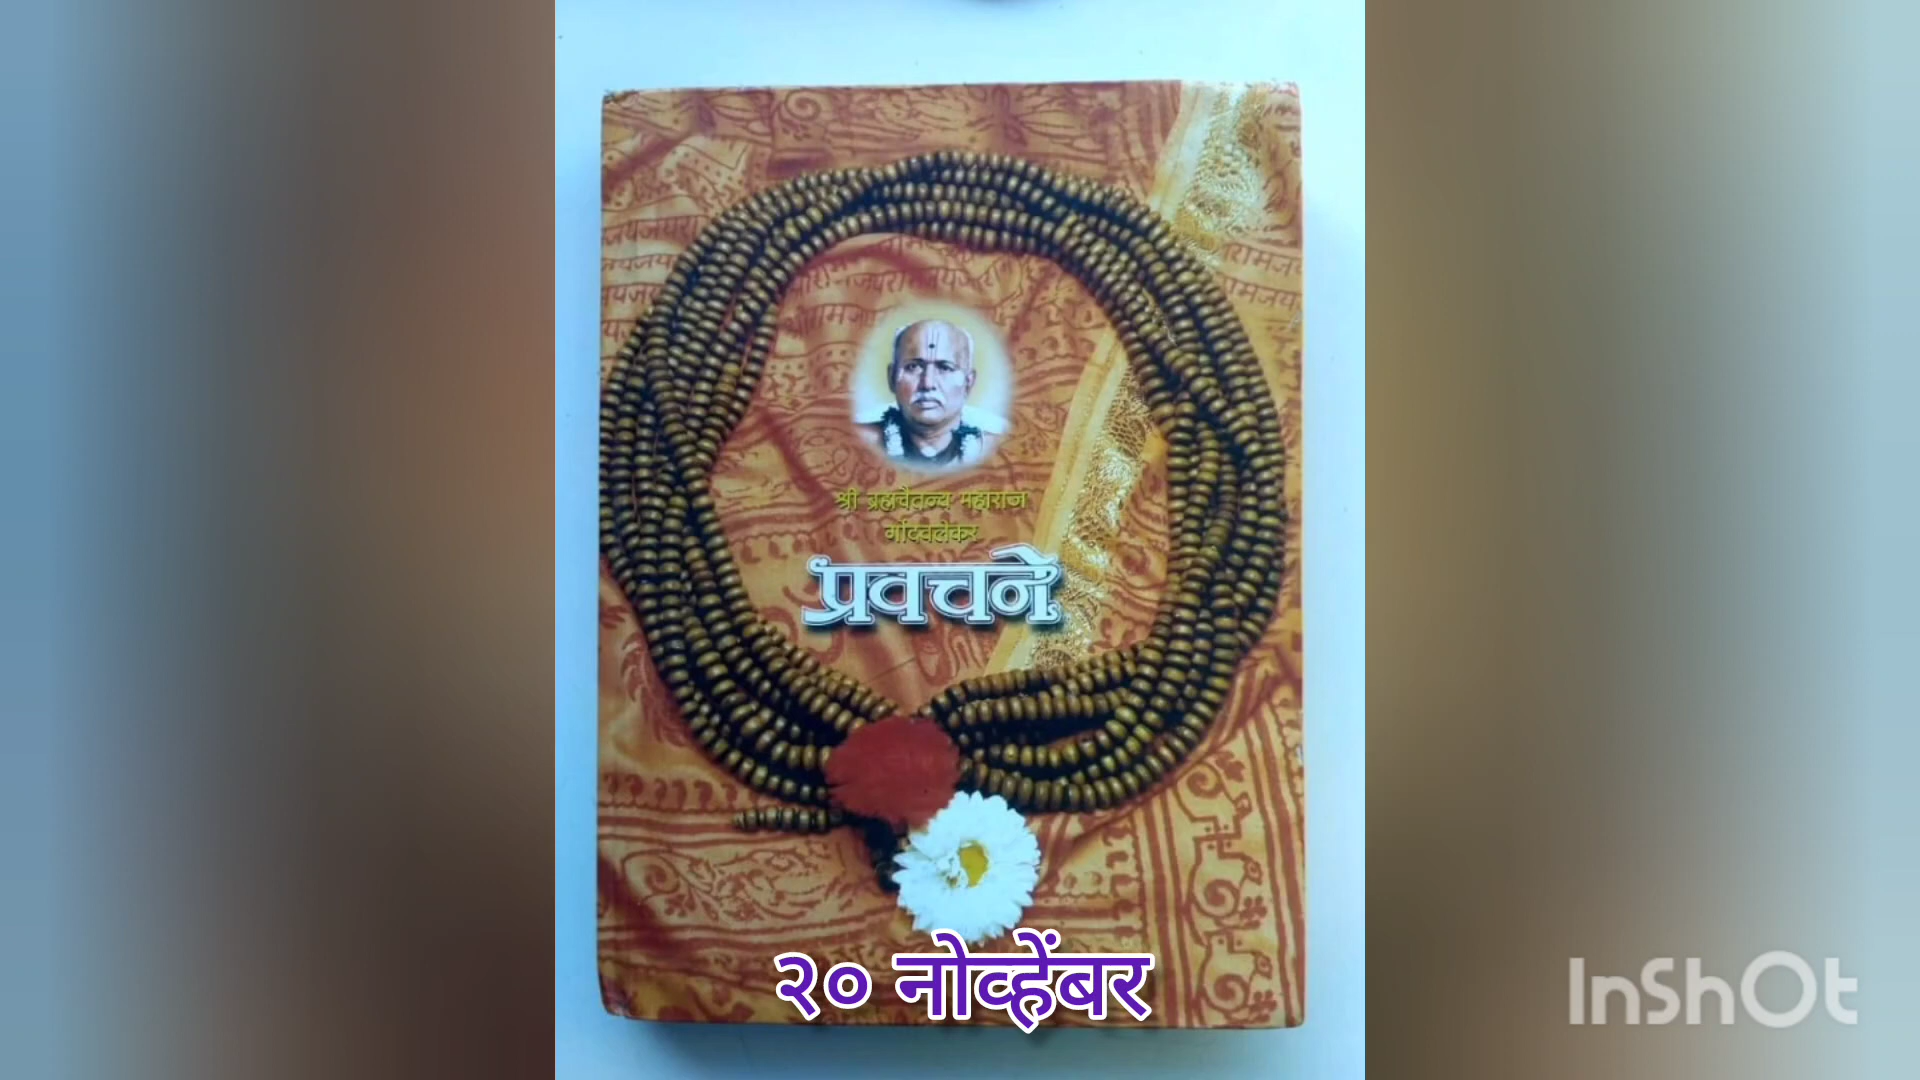 श्री ब्रह्मचैतन्य महाराज
गोंदवलेकर
प्रवचने
२० नोव्हेंबर
InShOt